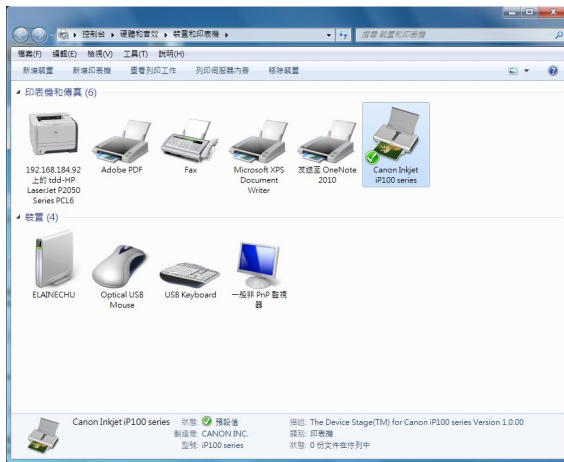 控制台 ▸ 硬體和音效 ▸ 裝置和印表機 ▸
搜尋 裝置和印表機
檔案(F) 編輯(E) 檢視(V) 工具(T) 說明(H)
新增裝置 新增印表機 查看列印工作 列印伺服器內容 移除裝置
印表機和傳真 (6)
192.168.184.92
上的 tdd-HP
LaserJet P2050
Series PCL6
Adobe PDF
Fax
Microsoft XPS
Document
Writer
发送至 OneNote
2010
Canon Inkjet
iP100 series
裝置 (4)
ELAINECHU
Optical USB
Mouse
USB Keyboard
一般非 PnP 監視
器
Canon Inkjet iP100 series 狀態: 預設值 描述: The Device Stage(TM) for Canon iP100 series Version 1.0.00
製造商: CANON INC. 類別: 印表機
型號: iP100 series 狀態: 0 份文件在佇列中